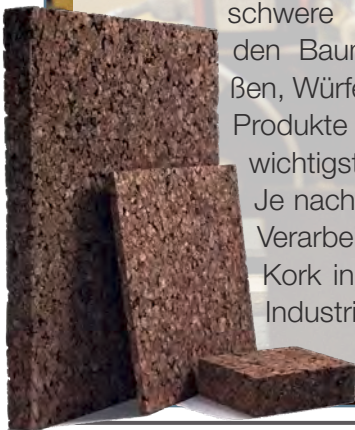 schwere
den Baum
ßen, Würfe
Produkte
wichtigst
Je nach
Verarbe
Kork in
Industri